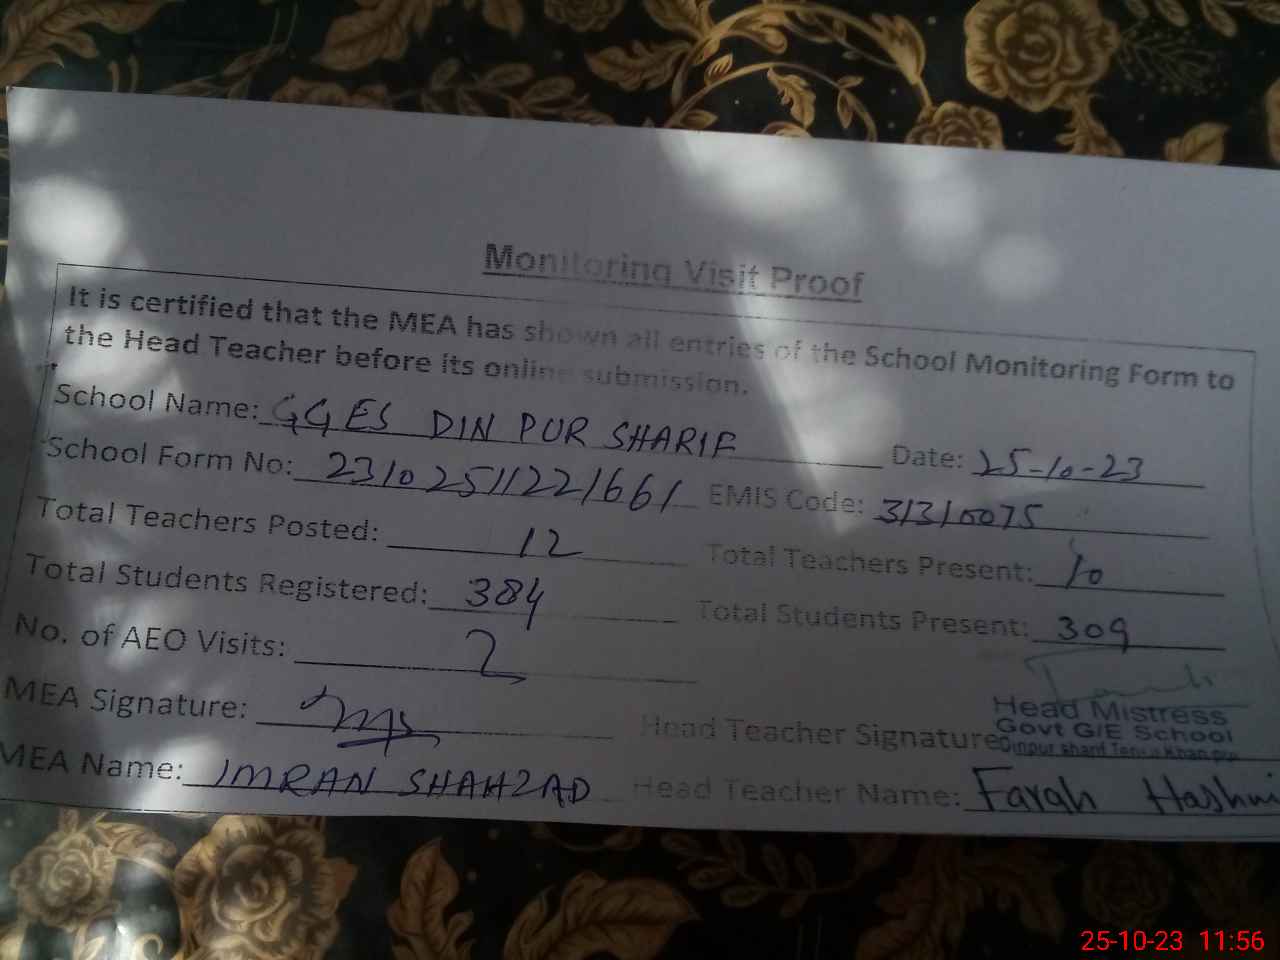 Monitoring Visit Proof
It is certified that the MEA has shown all entries of the School Monitoring Form to
the Head Teacher before its online submission.
School Name: GGES DIN PUR SHARIF Date: 25-10-23
School Form No: 23102511221661 EMIS Code: 31310075
Total Teachers Posted: 12 Total Teachers Present: 10
Total Students Registered: 384 Total Students Present: 309
No. of AEO Visits: 2
MEA Signature: Head Teacher Signature
Head Mistress
Govt G/E School
Dinpur sharif
MEA Name: IMRAN SHAHZAD Head Teacher Name: Farah Hashmi
25-10-23 11:56